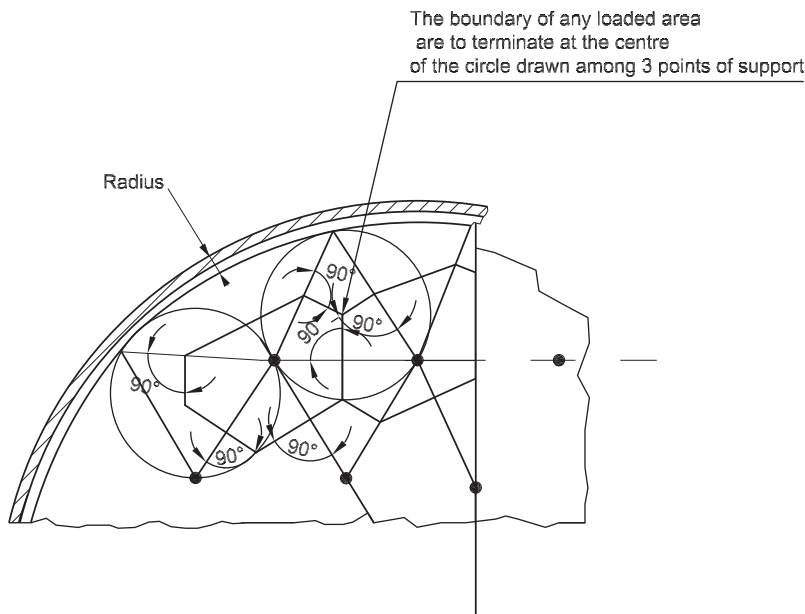 The boundary of any loaded area
are to terminate at the centre
of the circle drawn among 3 points of support
Radius
90°
90
90°
90°
90°
90°